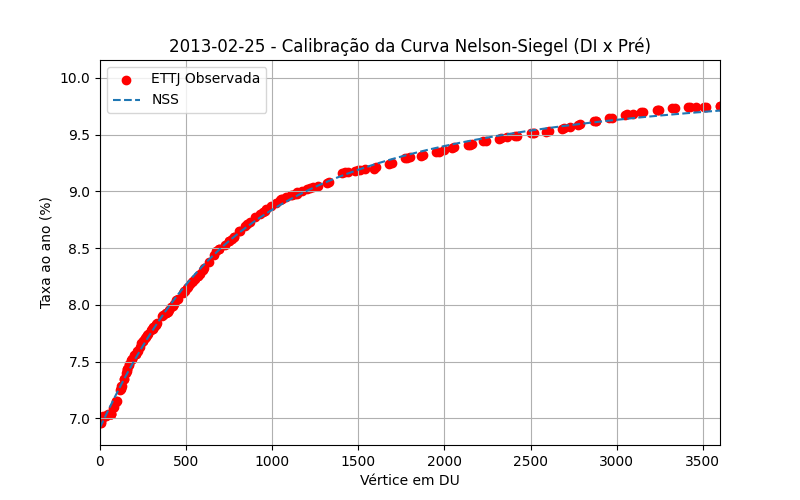 2013-02-25 - Calibração da Curva Nelson-Siegel (DI x Pré)
ETTJ Observada
NSS
Taxa ao ano (%)
10.0
9.5
9.0
8.5
8.0
7.5
7.0
0 500 1000 1500 2000 2500 3000 3500
Vértice em DU